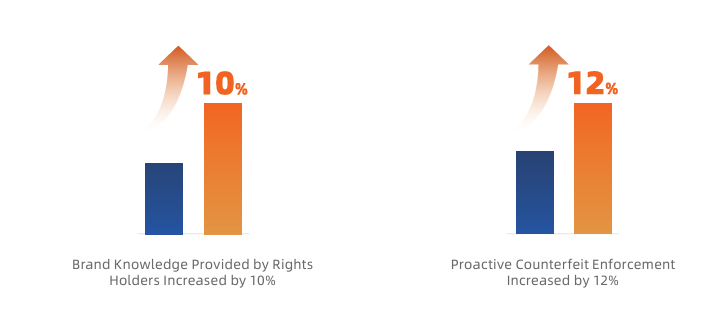 10%
12%
Brand Knowledge Provided by Rights
Holders Increased by 10%
Proactive Counterfeit Enforcement
Increased by 12%